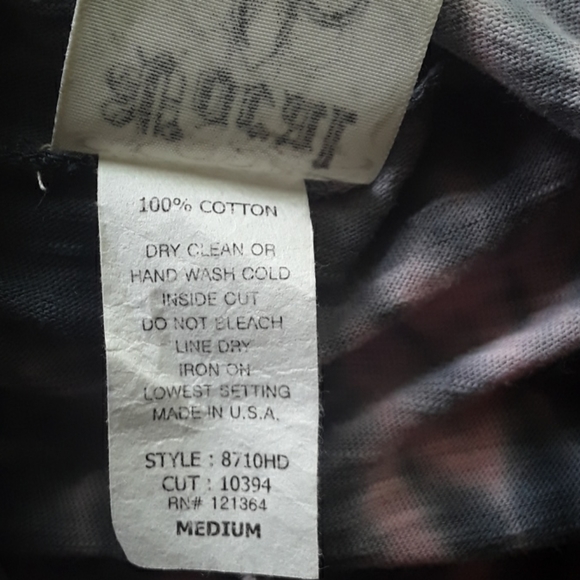 100% COTTON
DRY CLEAN OR
HAND WASH COLD
INSIDE OUT
DO NOT BLEACH
LINE DRY
IRON ON
LOWEST SETTING
MADE IN U.S.A.
STYLE : 8710HD
CUT : 10394
RN# 121364
MEDIUM